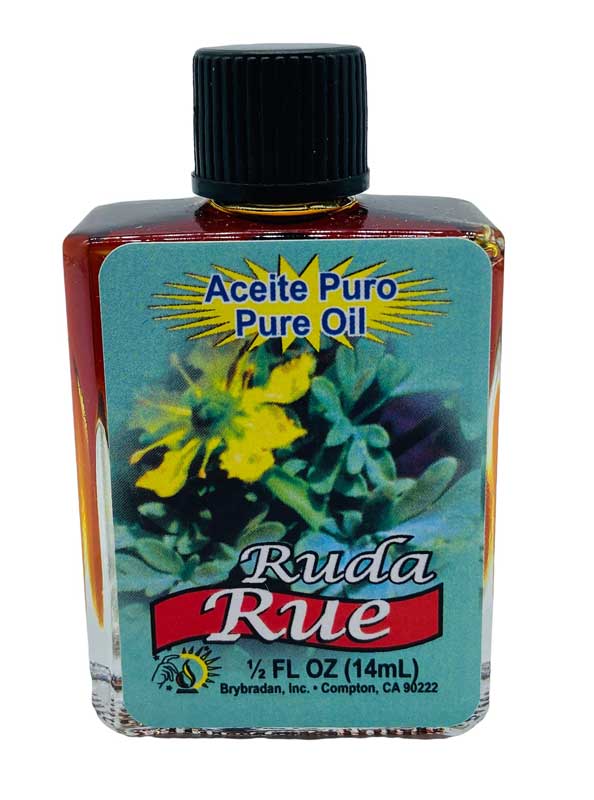 Aceite Puro
Pure Oil
Ruda
Rue
½ FL OZ (14mL)
Brybradan, Inc. • Compton, CA 90222